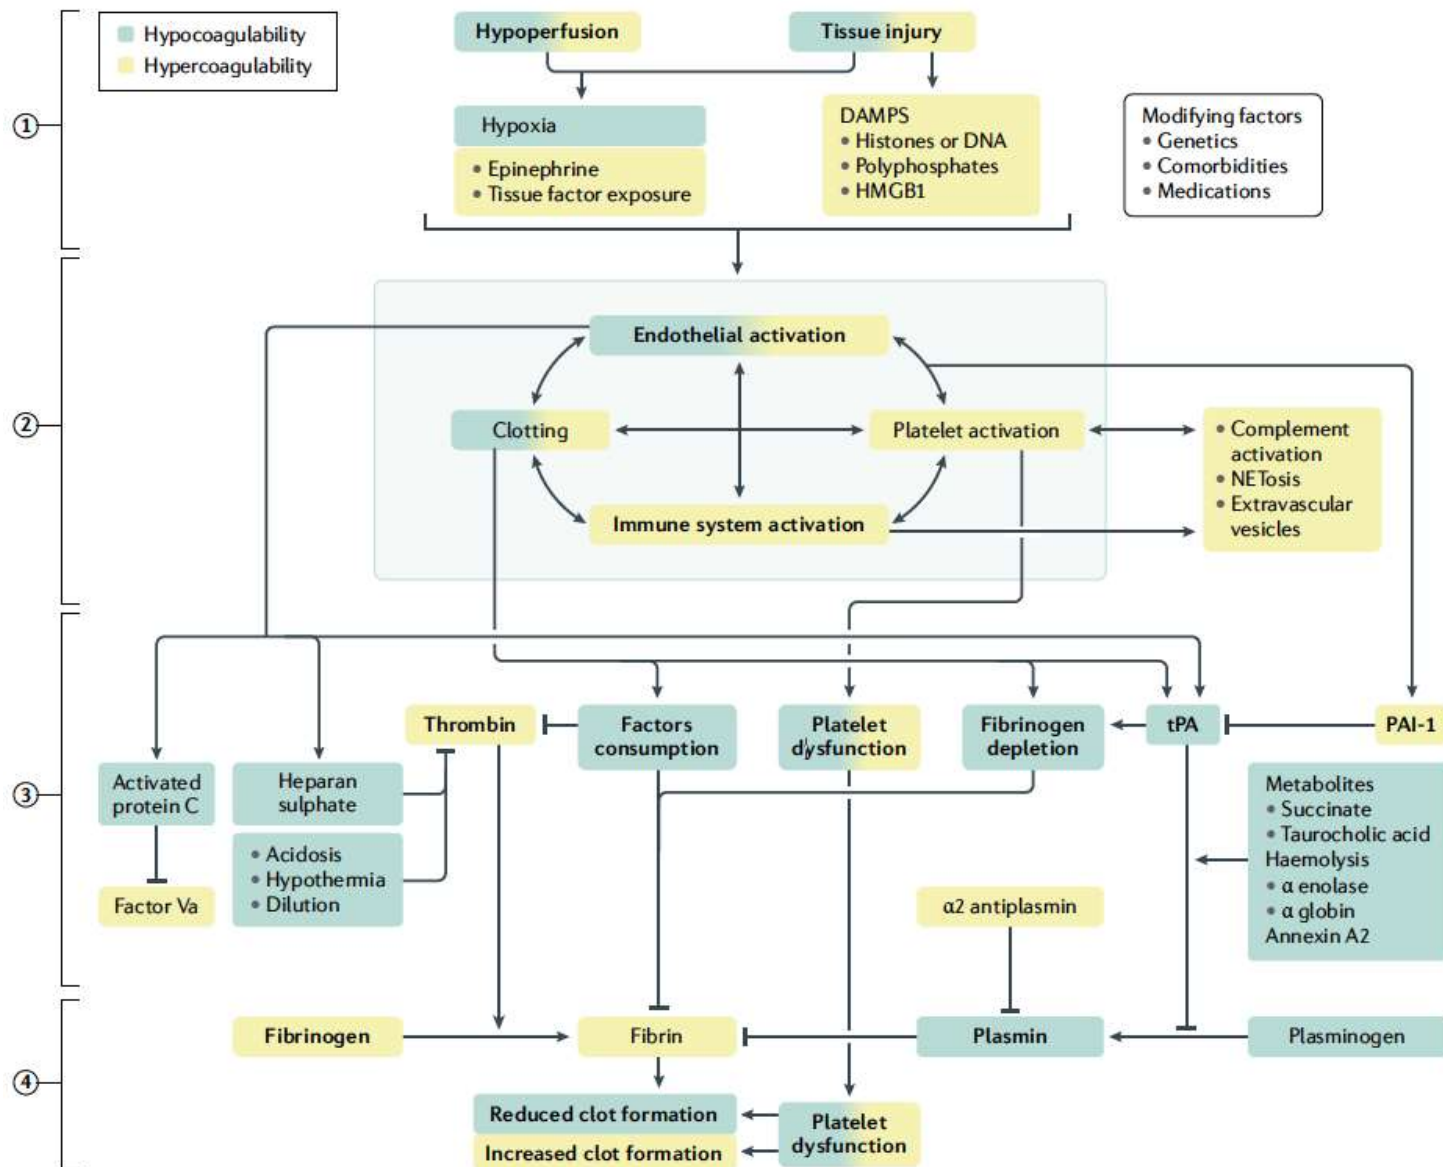 Hypocoagulability
Hypercoagulability
Hypoperfusion
Tissue injury
①
Hypoxia
• Epinephrine
• Tissue factor exposure
DAMPS
• Histones or DNA
• Polyphosphates
• HMGB1
Modifying factors
• Genetics
• Comorbidities
• Medications
②
Endothelial activation
Clotting
Platelet activation
Immune system activation
• Complement
activation
• NETosis
• Extravascular
vesicles
③
Thrombin
Factors
consumption
Platelet
dysfunction
Fibrinogen
depletion
tPA
PAI-1
Activated
protein C
Heparan
sulphate
• Acidosis
• Hypothermia
• Dilution
Factor Va
α2 antiplasmin
Metabolites
• Succinate
• Taurocholic acid
Haemolysis
• α enolase
• α globin
Annexin A2
④
Fibrinogen
Fibrin
Plasmin
Plasminogen
Reduced clot formation
Increased clot formation
Platelet
dysfunction